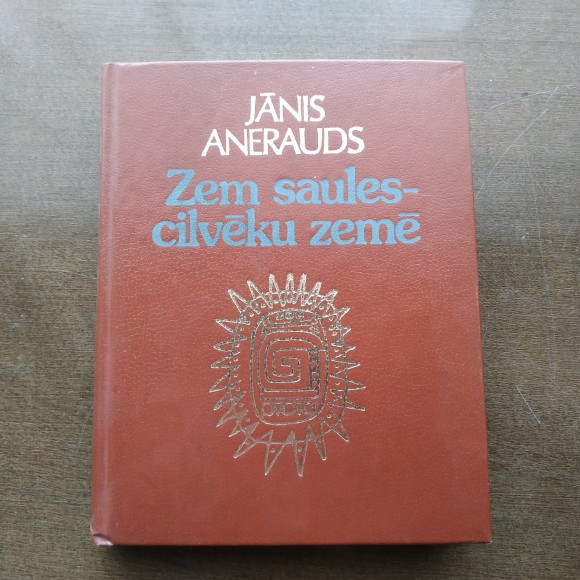 JĀNIS
ANERAUDS
Zem saules-
cilvēku zemē